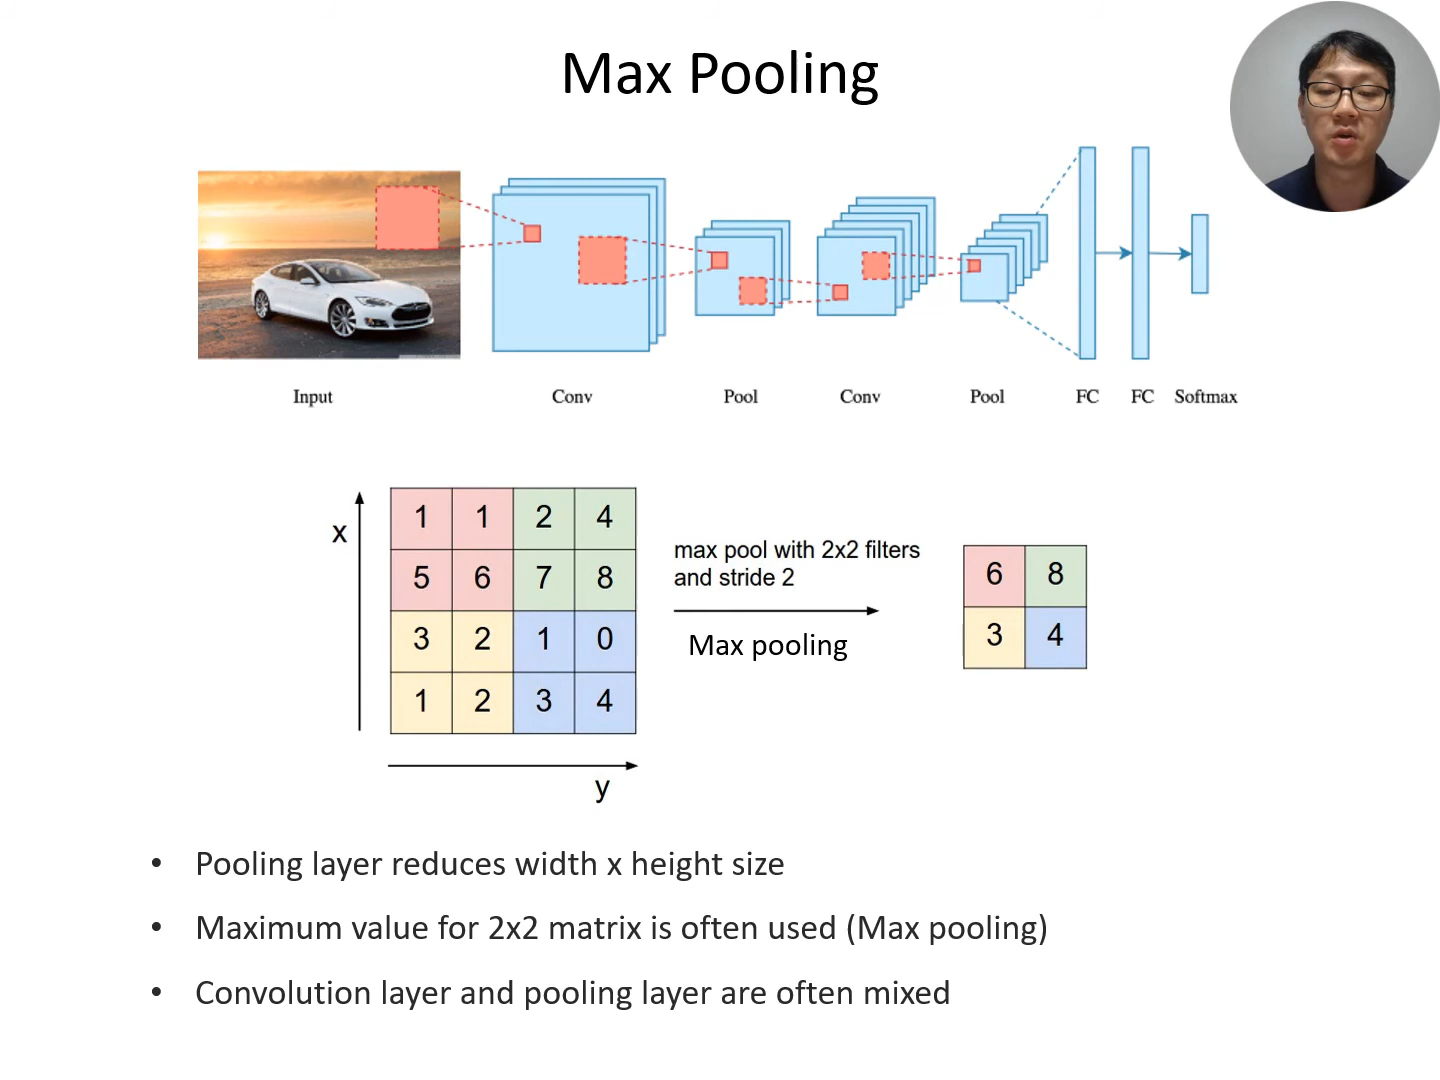 Max Pooling
Input Conv Pool Conv Pool FC FC Softmax
x
1 1 2 4
5 6 7 8
3 2 1 0
1 2 3 4
y
max pool with 2x2 filters
and stride 2
Max pooling
6 8
3 4
• Pooling layer reduces width x height size
• Maximum value for 2x2 matrix is often used (Max pooling)
• Convolution layer and pooling layer are often mixed